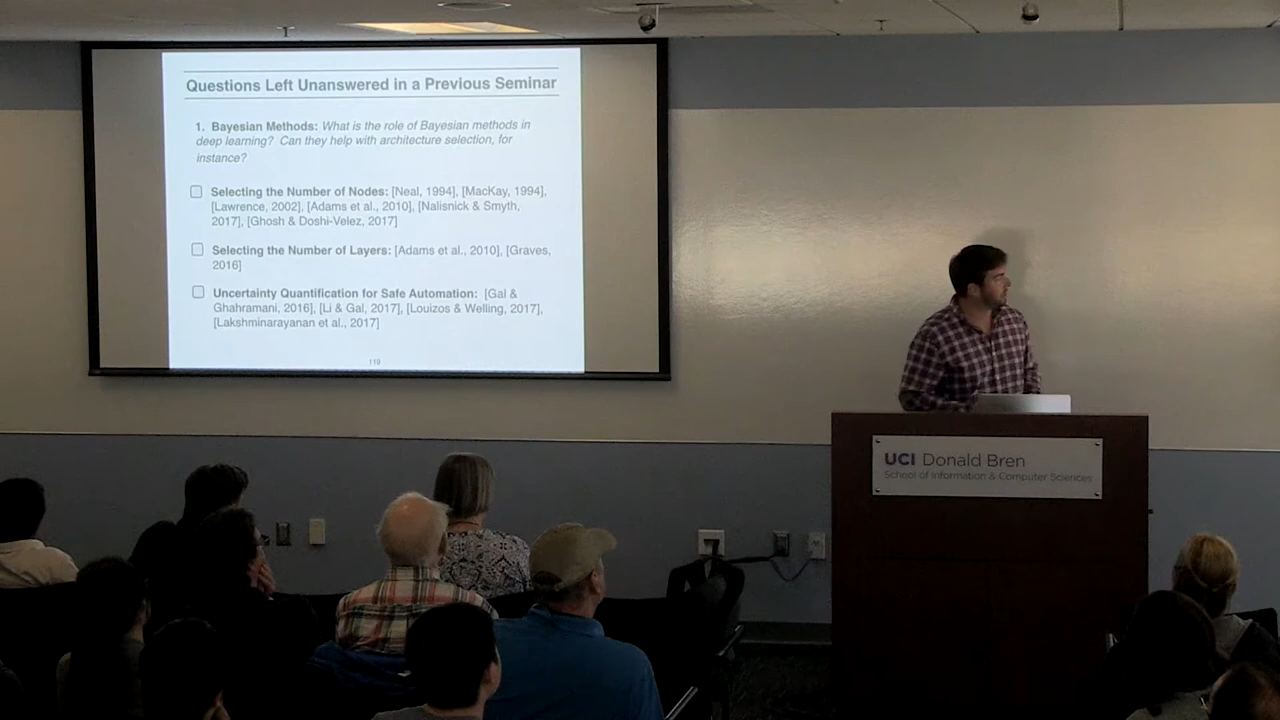 Questions Left Unanswered in a Previous Seminar
1. Bayesian Methods: What is the role of Bayesian methods in
deep learning? Can they help with architecture selection, for
instance?
Selecting the Number of Nodes: [Neal, 1994], [MacKay, 1994],
[Lawrence, 2002], [Adams et al., 2010], [Nalisnick & Smyth,
2017], [Ghosh & Doshi-Velez, 2017]
Selecting the Number of Layers: [Adams et al., 2010], [Graves,
2016]
Uncertainty Quantification for Safe Automation: [Gal &
Ghahramani, 2016], [Li & Gal, 2017], [Louizos & Welling, 2017],
[Lakshminarayanan et al., 2017]
119
UCI Donald Bren
School of Information & Computer Sciences